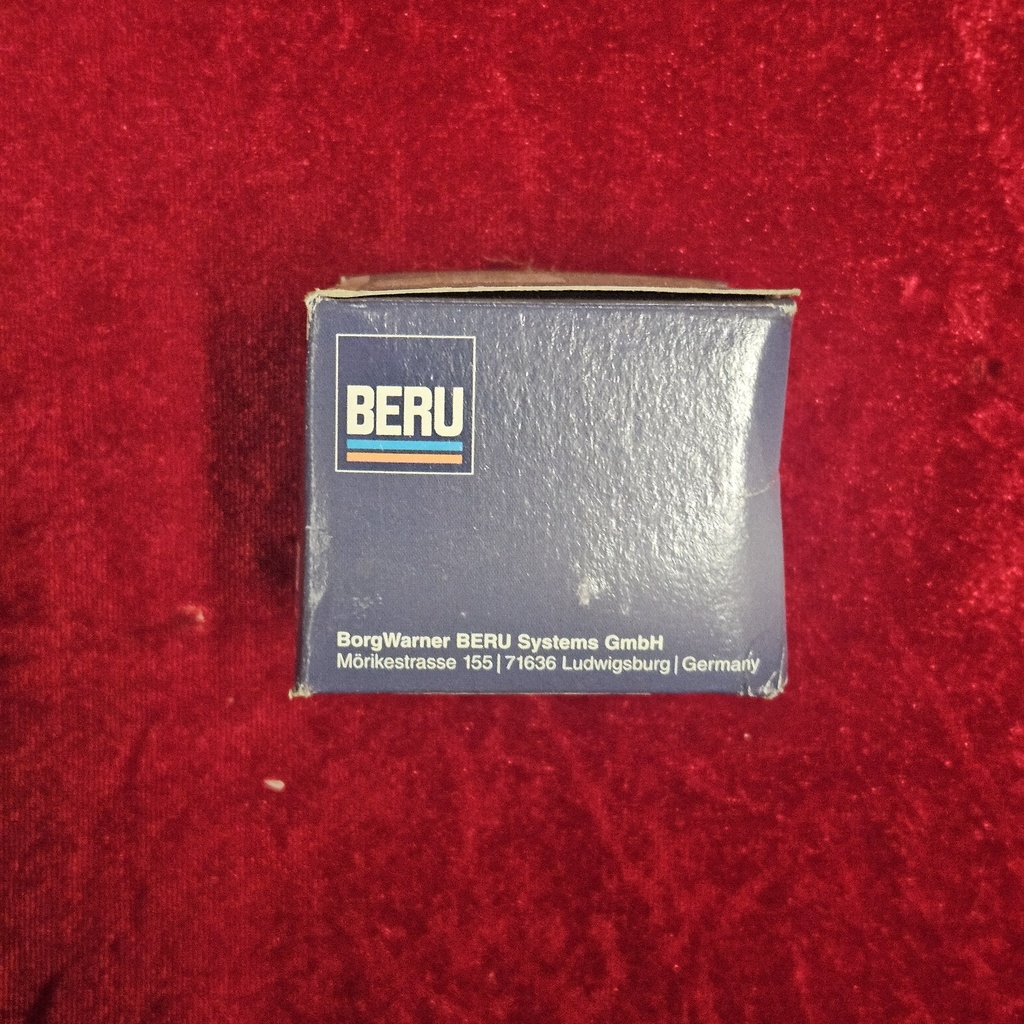 BERU
BorgWarner BERU Systems GmbH
Mörikestrasse 155|71636 Ludwigsburg|Germany